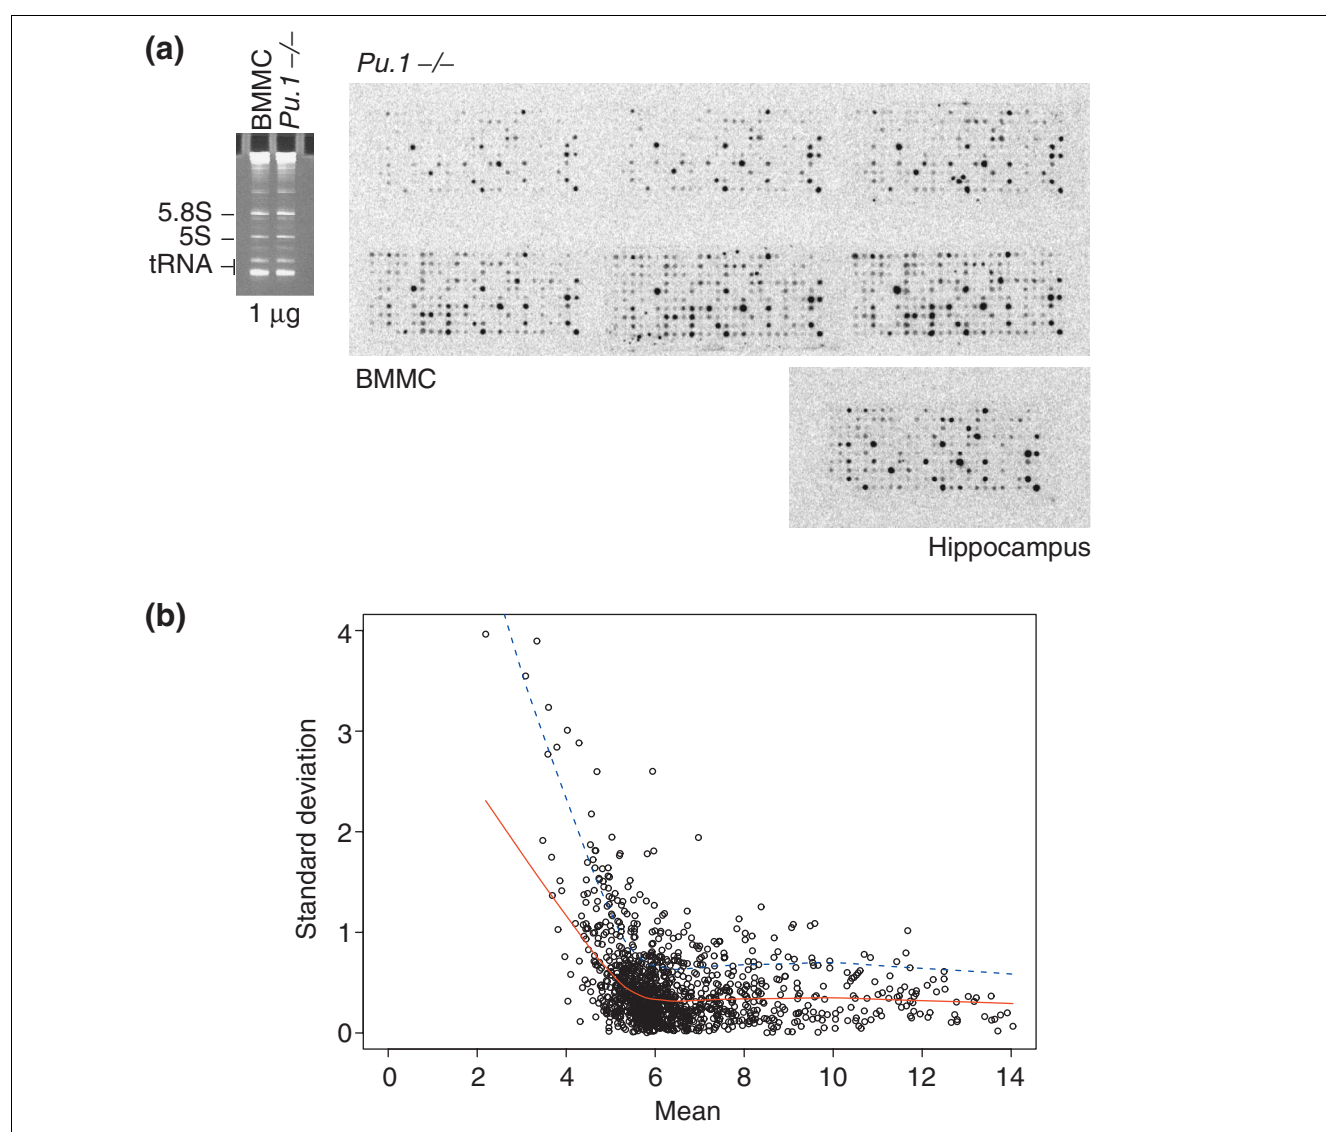 (a)
BMMC
Pu.1 –/–
Pu.1 –/–
5.8S
5S
tRNA
1 μg
BMMC
Hippocampus
(b)
Standard deviation
4
3
2
1
0
0 2 4 6 8 10 12 14
Mean